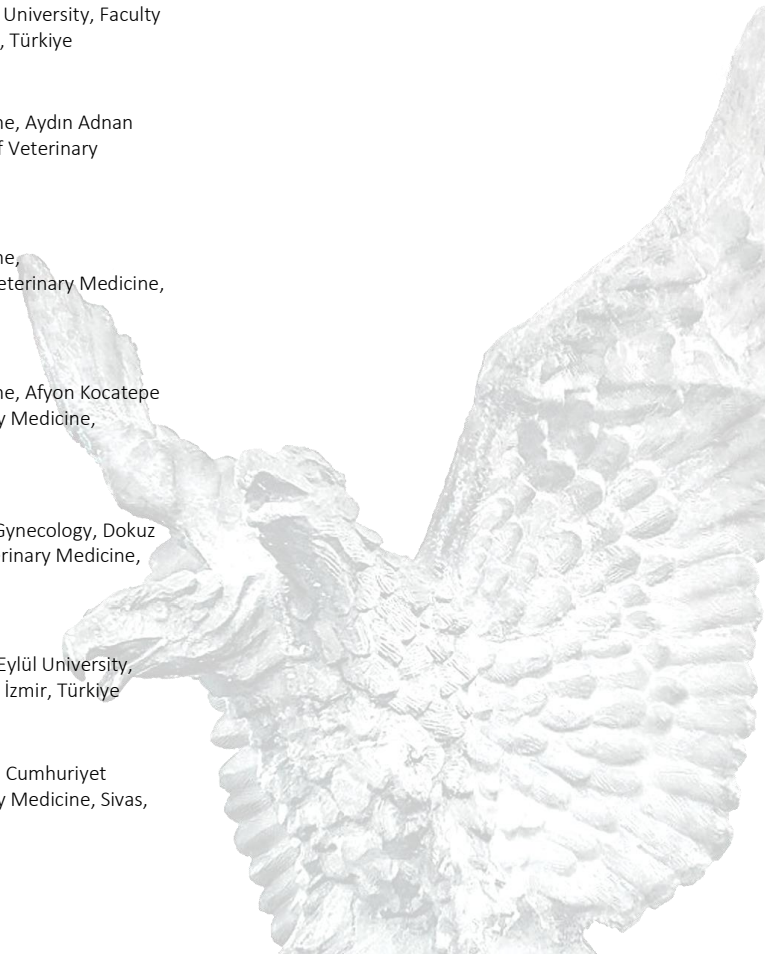 University, Faculty
, Türkiye
ne, Aydın Adnan
f Veterinary
ne,
eterinary Medicine,
ne, Afyon Kocatepe
y Medicine,
Gynecology, Dokuz
rinary Medicine,
Eylül University,
İzmir, Türkiye
Cumhuriyet
y Medicine, Sivas,